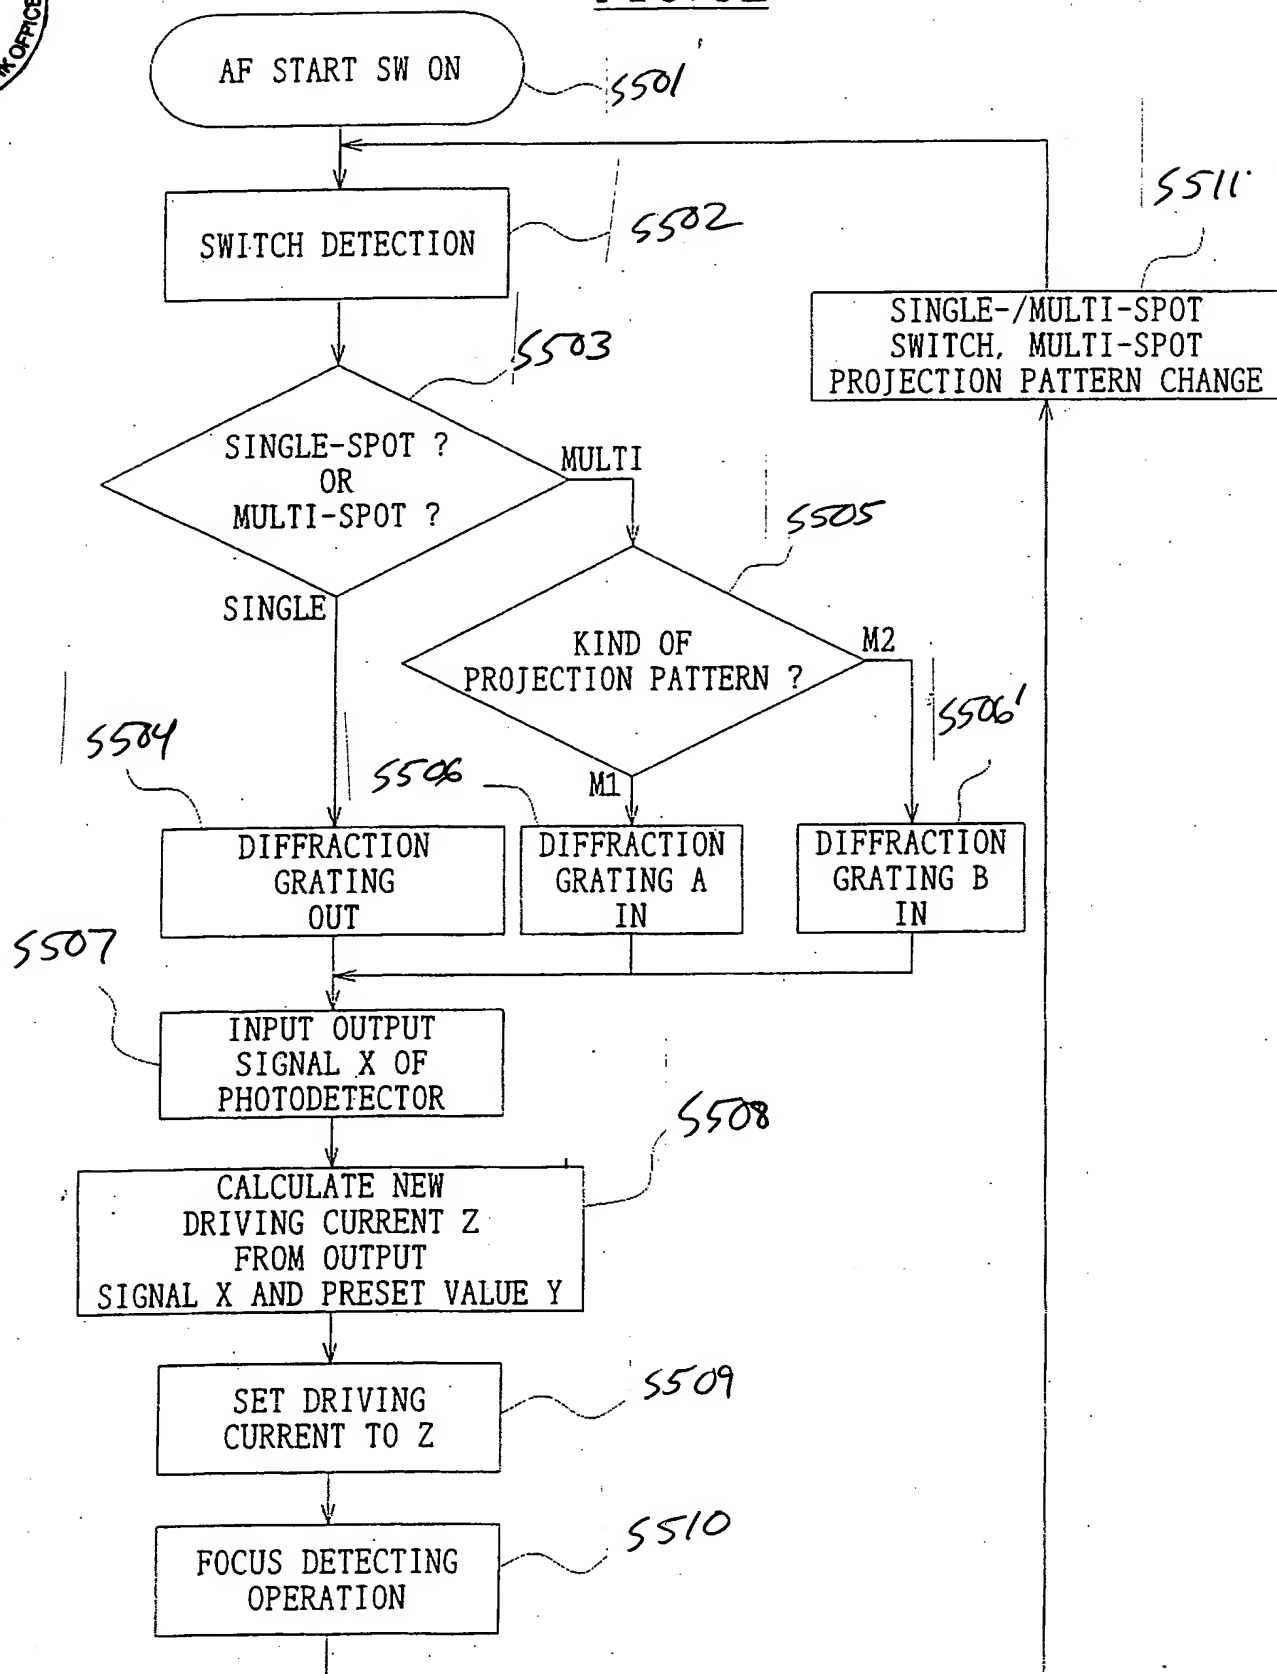 AF START SW ON
S501
SWITCH DETECTION
S502
S511
SINGLE-/MULTI-SPOT
SWITCH, MULTI-SPOT
PROJECTION PATTERN CHANGE
S503
SINGLE-SPOT ?
OR
MULTI-SPOT ?
MULTI
SINGLE
S505
KIND OF
PROJECTION PATTERN ?
M2
M1
S504
S506
S506'
DIFFRACTION
GRATING
OUT
DIFFRACTION
GRATING A
IN
DIFFRACTION
GRATING B
IN
S507
INPUT OUTPUT
SIGNAL X OF
PHOTODETECTOR
S508
CALCULATE NEW
DRIVING CURRENT Z
FROM OUTPUT
SIGNAL X AND PRESET VALUE Y
SET DRIVING
CURRENT TO Z
S509
FOCUS DETECTING
OPERATION
S510